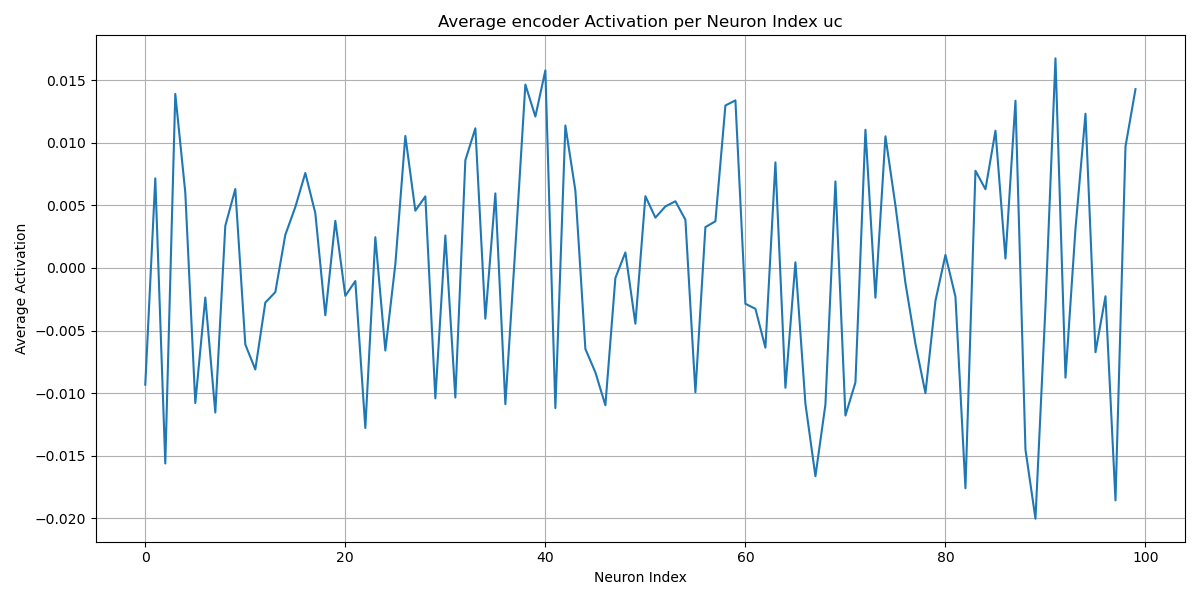 Average encoder Activation per Neuron Index uc
Average Activation
0.015
0.010
0.005
0.000
−0.005
−0.010
−0.015
−0.020
0 20 40 60 80 100
Neuron Index